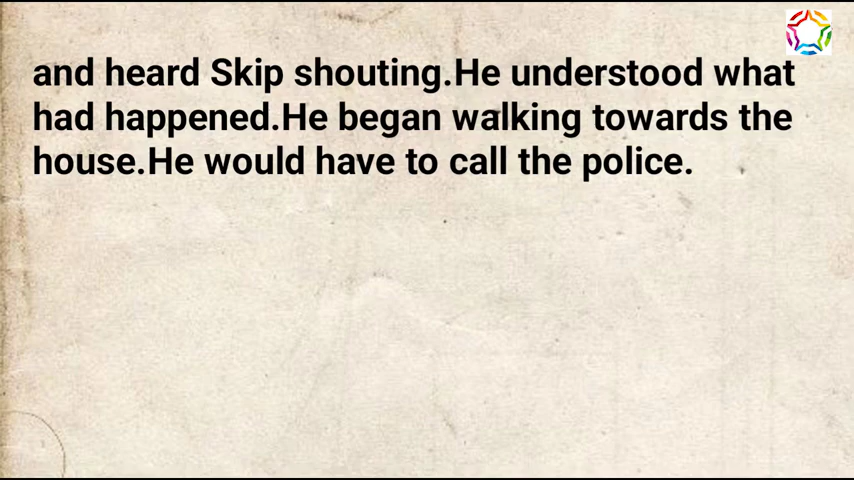 and heard Skip shouting.He understood what
had happened.He began walking towards the
house.He would have to call the police.